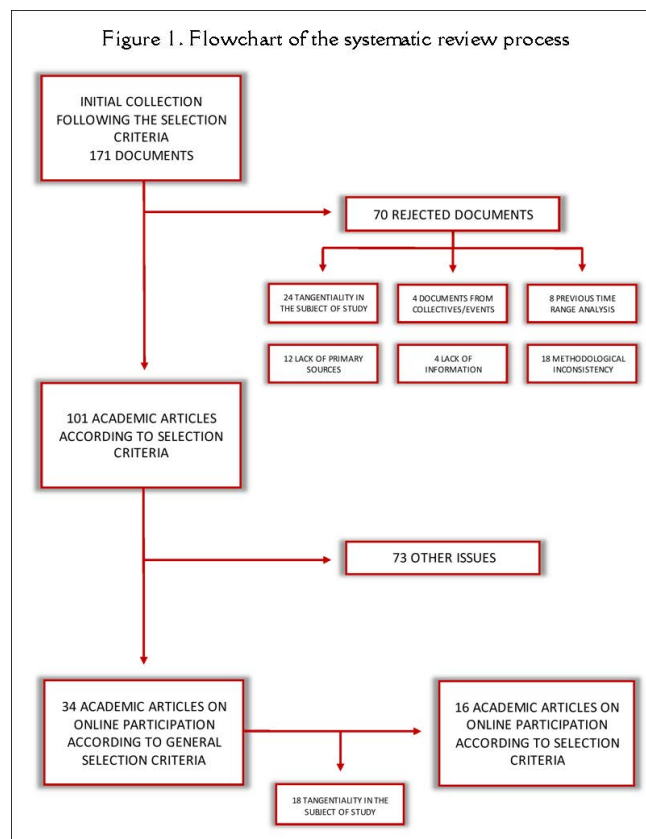 Figure 1. Flowchart of the systematic review process
INITIAL COLLECTION
FOLLOWING THE SELECTION
CRITERIA
171 DOCUMENTS
70 REJECTED DOCUMENTS
24 TANGENTIALITY IN
THE SUBJECT OF STUDY
4 DOCUMENTS FROM
COLLECTIVES/EVENTS
8 PREVIOUS TIME
RANGE ANALYSIS
12 LACK OF PRIMARY
SOURCES
4 LACK OF
INFORMATION
18 METHODOLOGICAL
INCONSISTENCY
101 ACADEMIC ARTICLES
ACCORDING TO SELECTION
CRITERIA
73 OTHER ISSUES
34 ACADEMIC ARTICLES ON
ONLINE PARTICIPATION
ACCORDING TO GENERAL
SELECTION CRITERIA
16 ACADEMIC ARTICLES ON
ONLINE PARTICIPATION
ACCORDING TO SELECTION
CRITERIA
18 TANGENTIALITY IN THE
SUBJECT OF STUDY